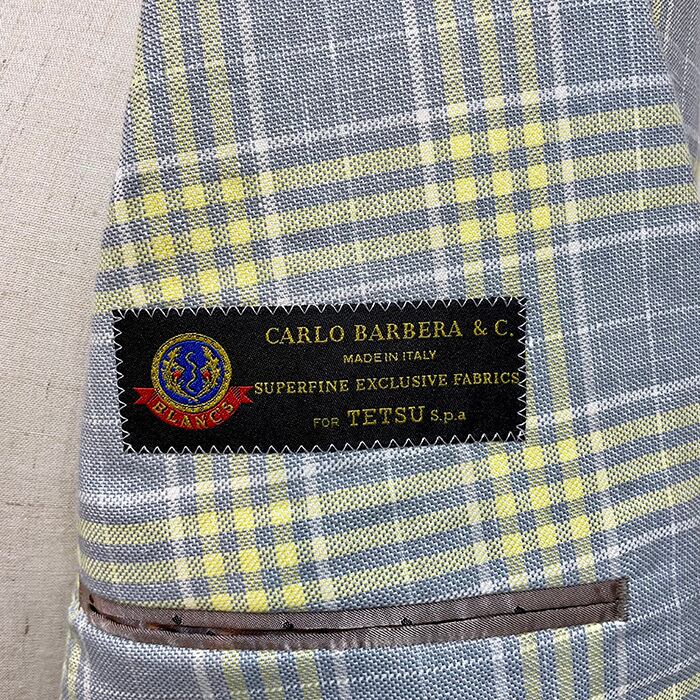 CARLO BARBERA & C.
MADE IN ITALY
SUPERFINE EXCLUSIVE FABRICS
FOR TETSU S.p.a
BLANCS